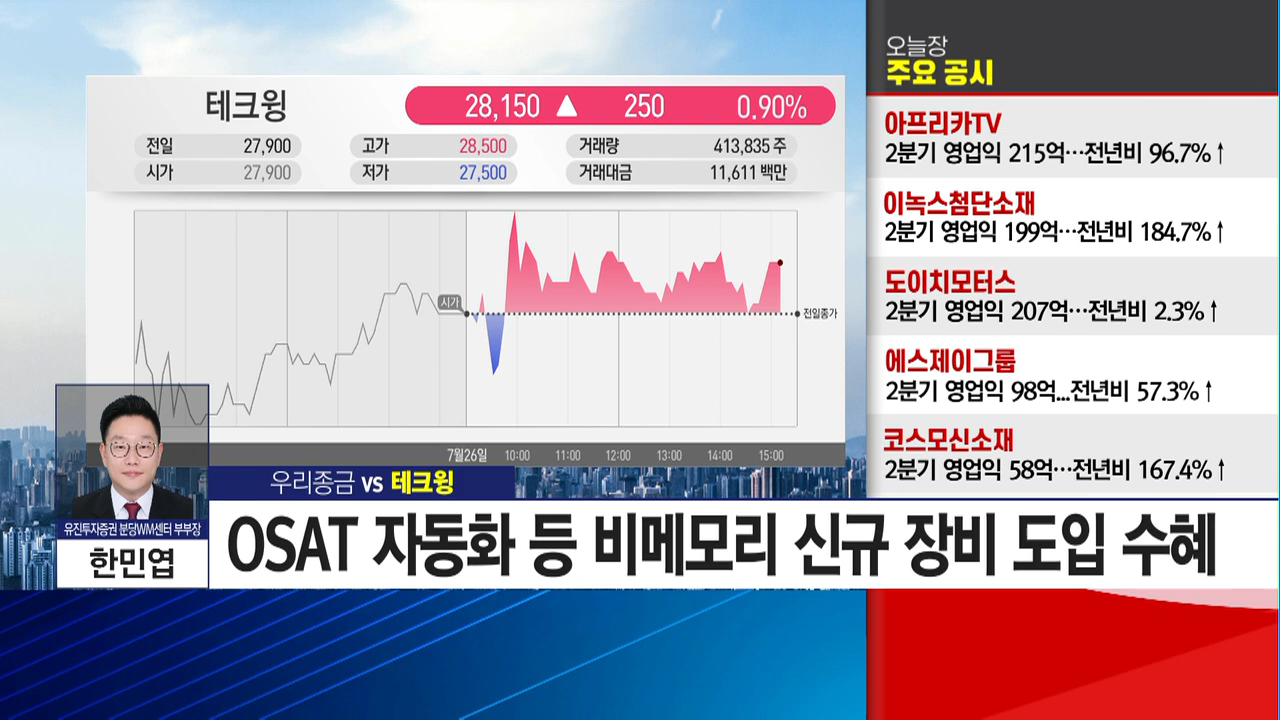 테크윙 28,150 ▲ 250 0.90%
전일 27,900 고가 28,500 거래량 413,835 주
시가 27,900 저가 27,500 거래대금 11,611 백만
시가
전일종가
7월26일 10:00 11:00 12:00 13:00 14:00 15:00
우리종금 vs 테크윙
유진투자증권 분당WM센터 부부장
한민엽
OSAT 자동화 등 비메모리 신규 장비 도입 수혜
오늘장
주요 공시
아프리카TV
2분기 영업익 215억…전년비 96.7%↑
이녹스첨단소재
2분기 영업익 199억…전년비 184.7%↑
도이치모터스
2분기 영업익 207억…전년비 2.3%↑
에스제이그룹
2분기 영업익 98억...전년비 57.3%↑
코스모신소재
2분기 영업익 58억…전년비 167.4%↑